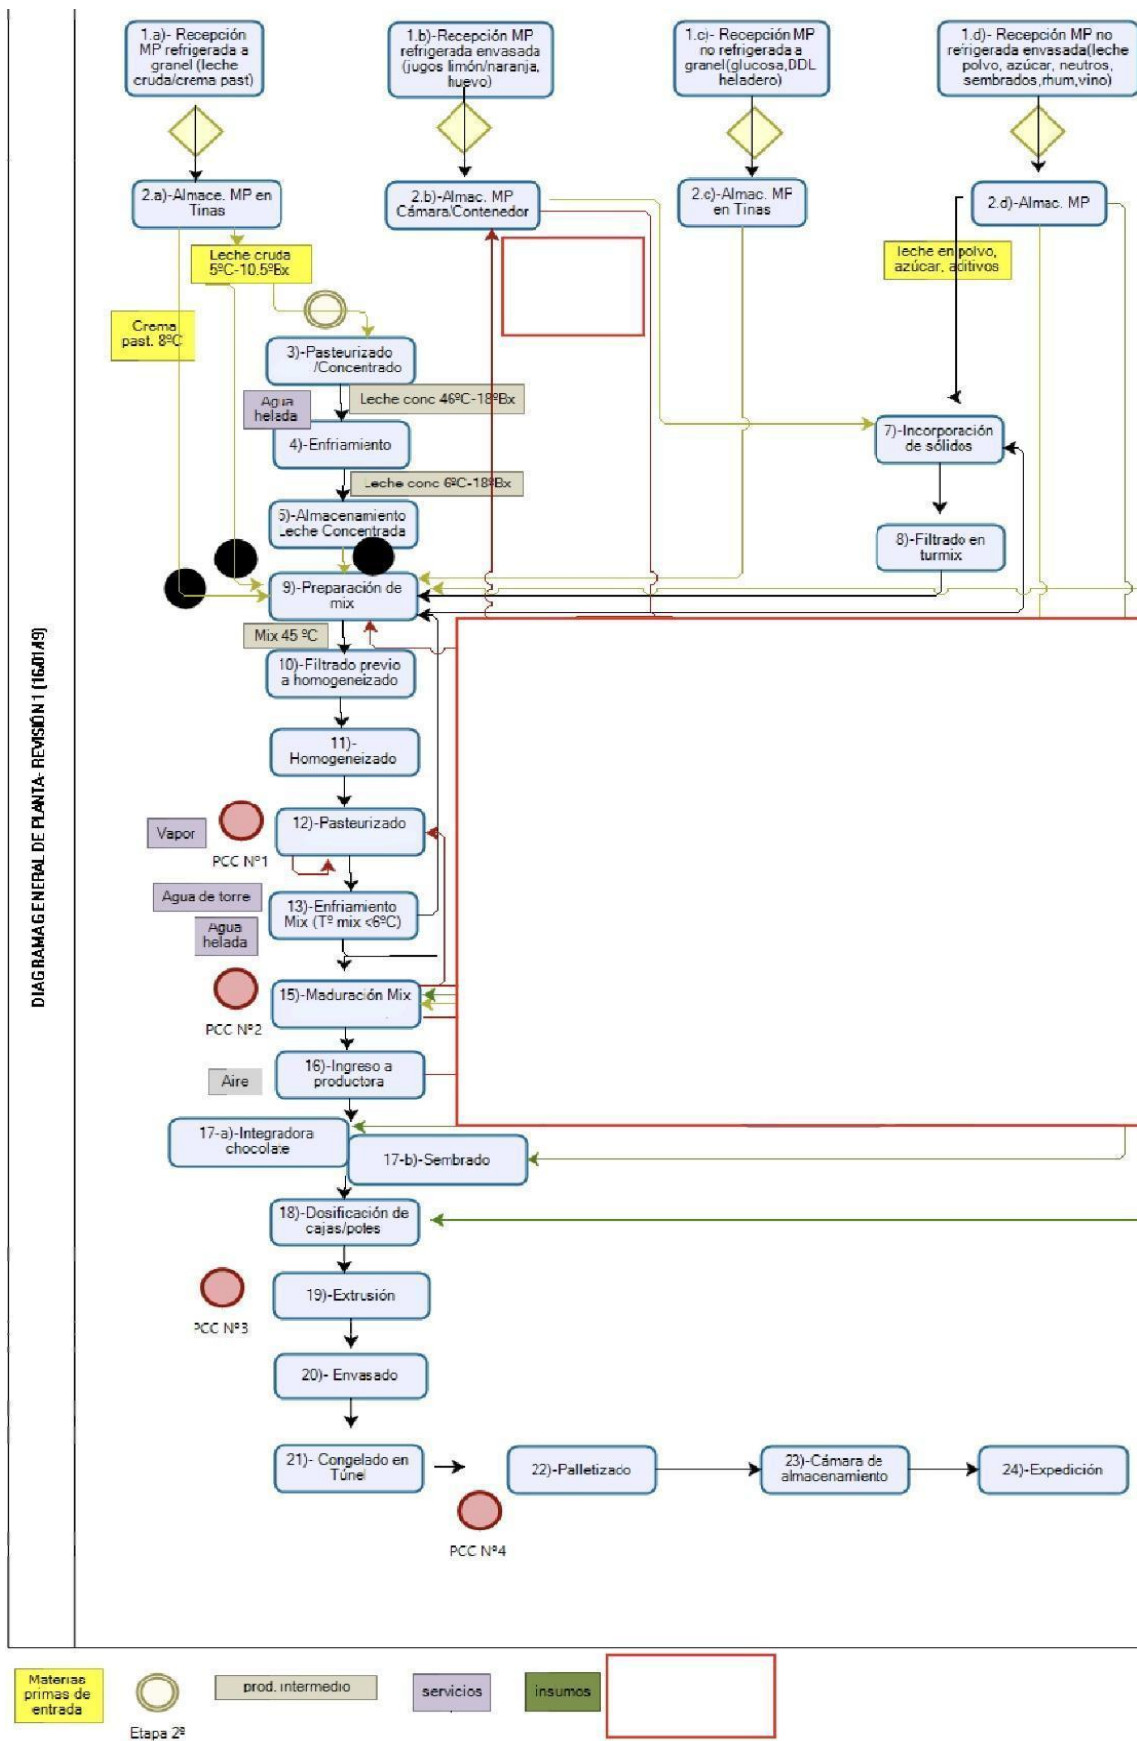 1.a)- Recepción
MP refrigerada a
granel (leche
cruda/crema past)
1.b)-Recepción MP
refrigerada envasada
(jugos limón/naranja,
huevo)
1.c)- Recepción MP
no refrigerada a
granel(glucosa,DDL
heladero)
1.d)- Recepción MP no
refrigerada envasada(leche
polvo, azúcar, neutros,
sembrados,rhum,vino)
2.a)-Almace. MP en
Tinas
2.b)-Almac. MP
Cámara/Contenedor
2.c)-Almac. MP
en Tinas
2.d)-Almac. MP
Leche cruda
5ºC-10.5ºBx
leche en polvo,
azúcar, aditivos
Crema
past. 8ºC
3)-Pasteurizado
/Concentrado
Leche conc 46ºC-18ºBx
Agua
helada
4)-Enfriamiento
7)-Incorporación
de sólidos
Leche conc 6ºC-18ºBx
5)-Almacenamiento
Leche Concentrada
8)-Filtrado en
turmix
9)-Preparación de
mix
Mix 45 ºC
10)-Filtrado previo
a homogeneizado
11)-
Homogeneizado
12)-Pasteurizado
Vapor
PCC Nº1
Agua de torre
13)-Enfriamiento
Mix (Tº mix <6ºC)
Agua
helada
15)-Maduración Mix
PCC Nº2
16)-Ingreso a
productora
Aire
17-a)-Integradora
chocolate
17-b)-Sembrado
18)-Dosificación de
cajas/potes
19)-Extrusión
PCC Nº3
20)- Envasado
21)- Congelado en
Túnel
22)-Palletizado
23)-Cámara de
almacenamiento
24)-Expedición
PCC Nº4
DIAGRAMA GENERAL DE PLANTA- REVISIÓN 1 (16/01/49)
Materias
primas de
entrada
Etapa 2ª
prod. intermedio
servicios
insumos